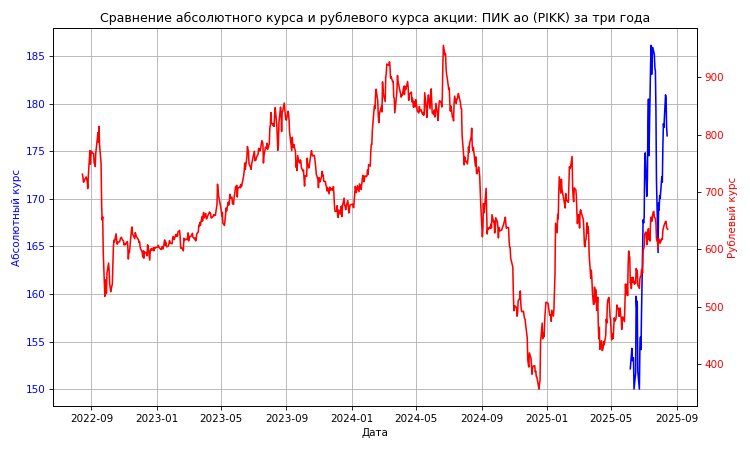 Сравнение абсолютного курса и рублевого курса акции: ПИК ао (PIKK) за три года
185
180
175
170
165
160
155
150
Абсолютный курс
900
800
700
600
500
400
Рублевый курс
2022-09 2023-01 2023-05 2023-09 2024-01 2024-05 2024-09 2025-01 2025-05 2025-09
Дата